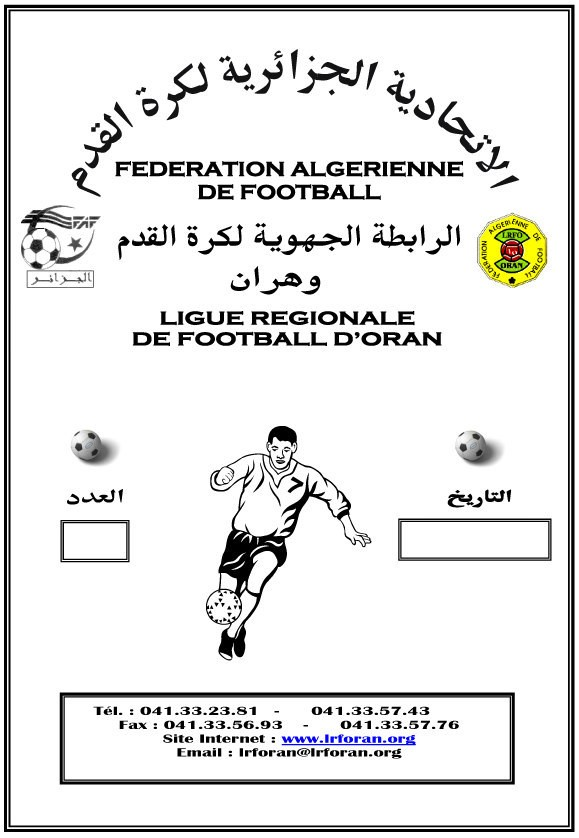 الاتحادية الجزائرية لكرة القدم
FEDERATION ALGERIENNE
DE FOOTBALL
FAF
الجزائر
الرابطة الجهوية لكرة القدم
وهران
FEDERATION ALGERIENNE DE FOOTBALL
LRFO
ORAN
LIGUE REGIONALE
DE FOOTBALL D’ORAN
العدد
التاريخ
Tél. : 041.33.23.81 - 041.33.57.43
Fax : 041.33.56.93 - 041.33.57.76
Site Internet : www.lrforan.org
Email : lrforan@lrforan.org